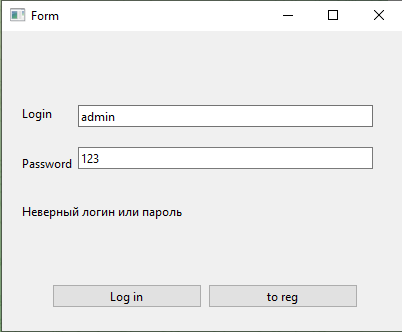 Form
Login
admin
Password
123
Неверный логин или пароль
Log in
to reg